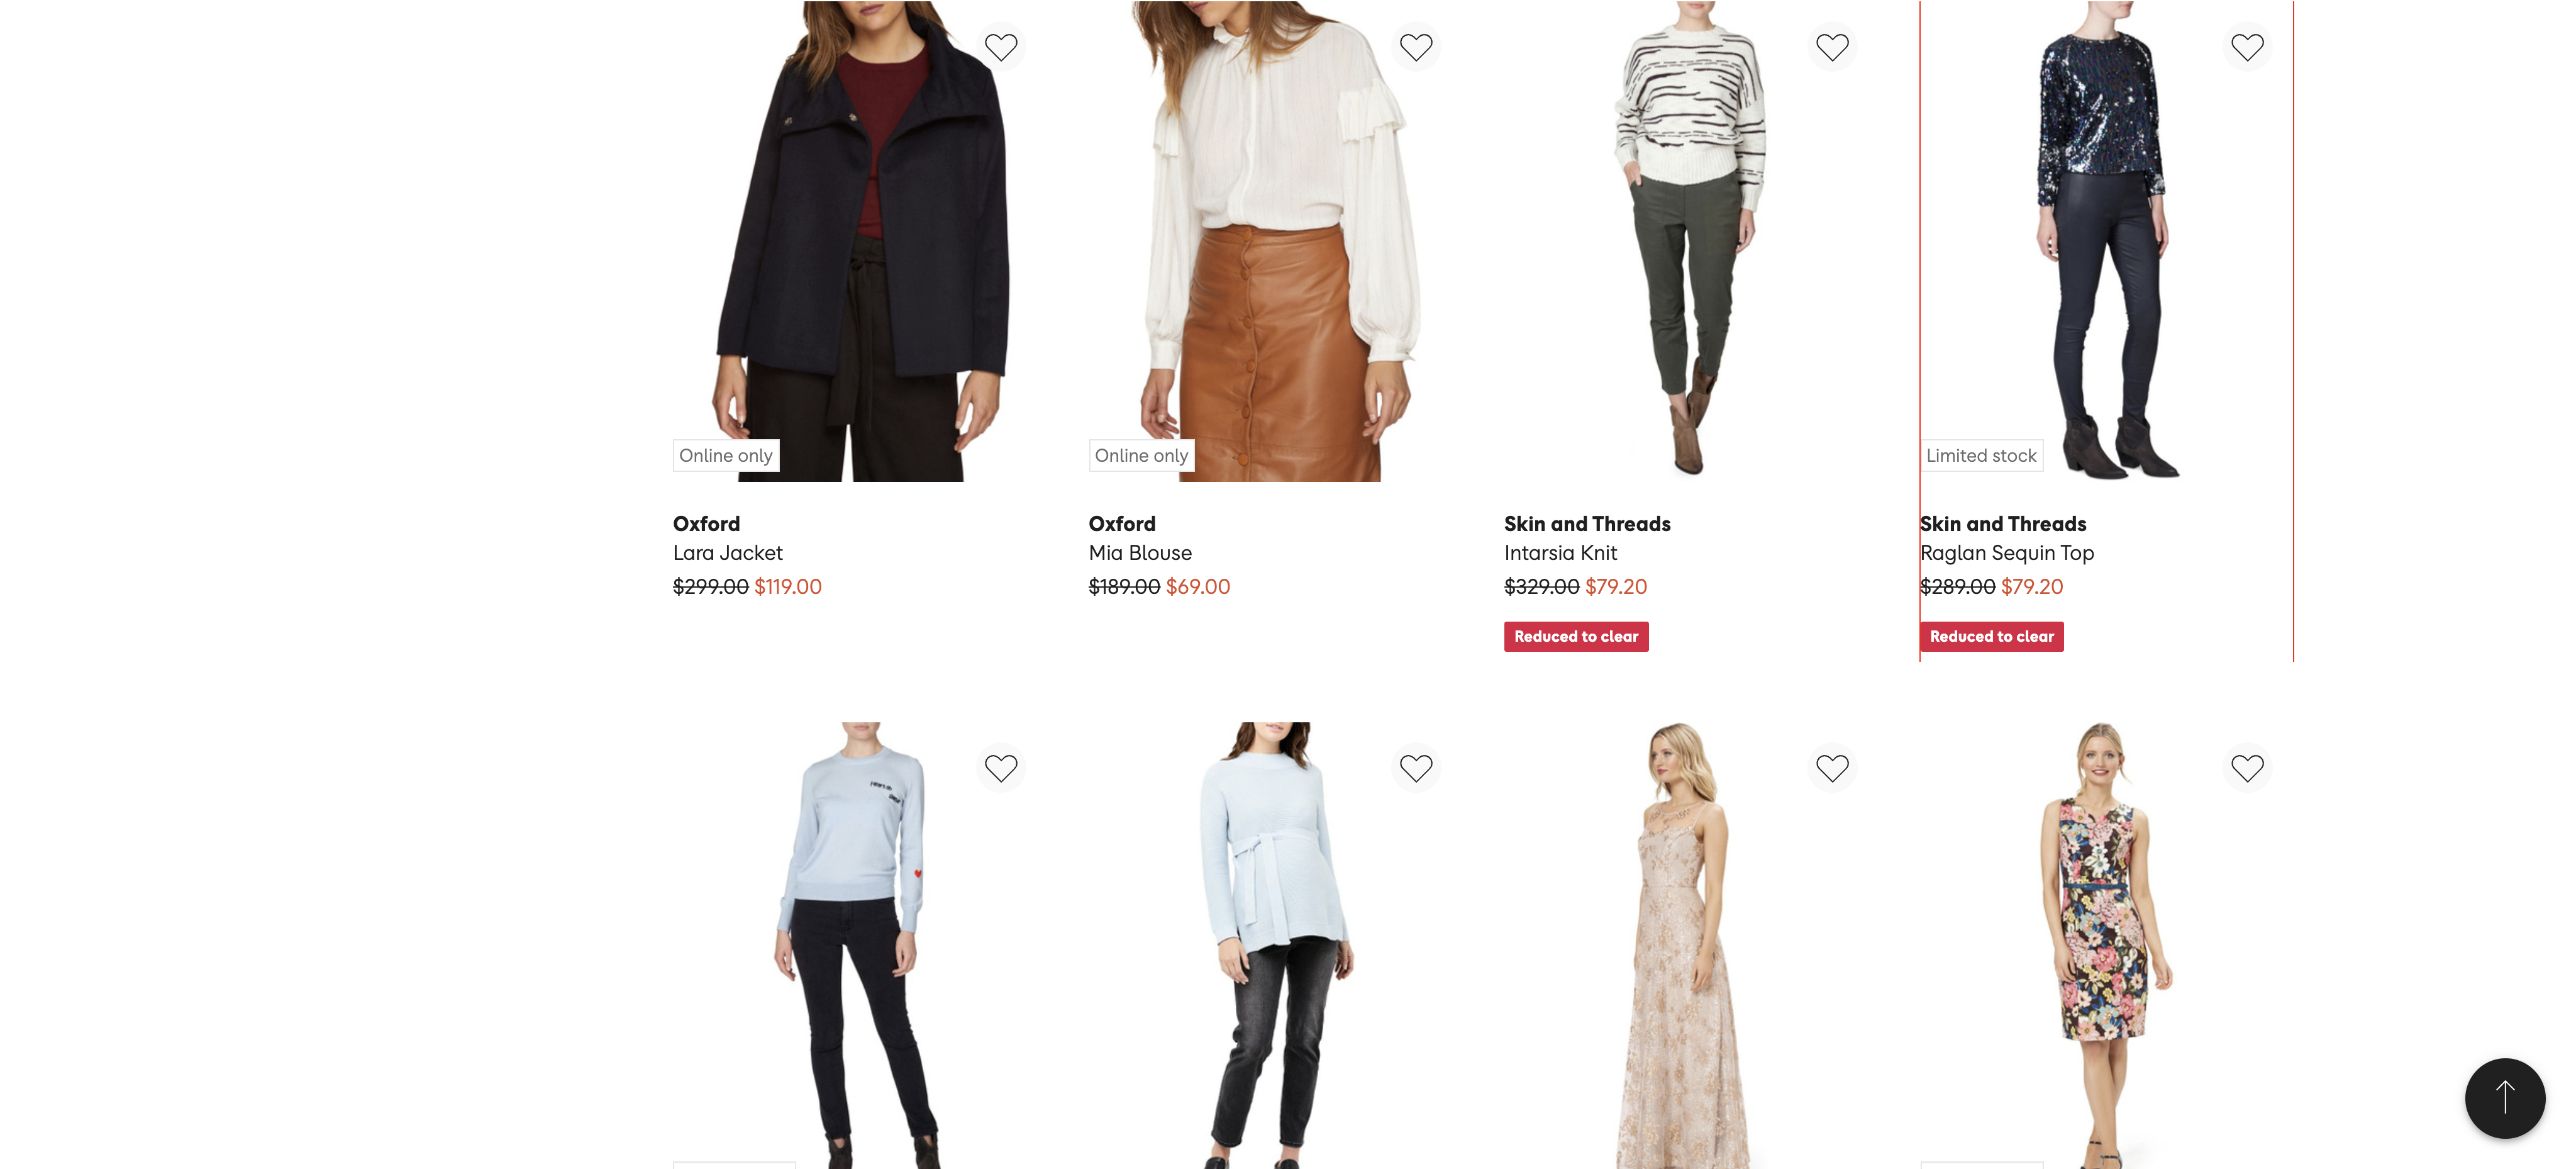 Online only
Oxford
Lara Jacket
$299.00 $119.00
Online only
Oxford
Mia Blouse
$189.00 $69.00
Skin and Threads
Intarsia Knit
$329.00 $79.20
Reduced to clear
Limited stock
Skin and Threads
Raglan Sequin Top
$289.00 $79.20
Reduced to clear